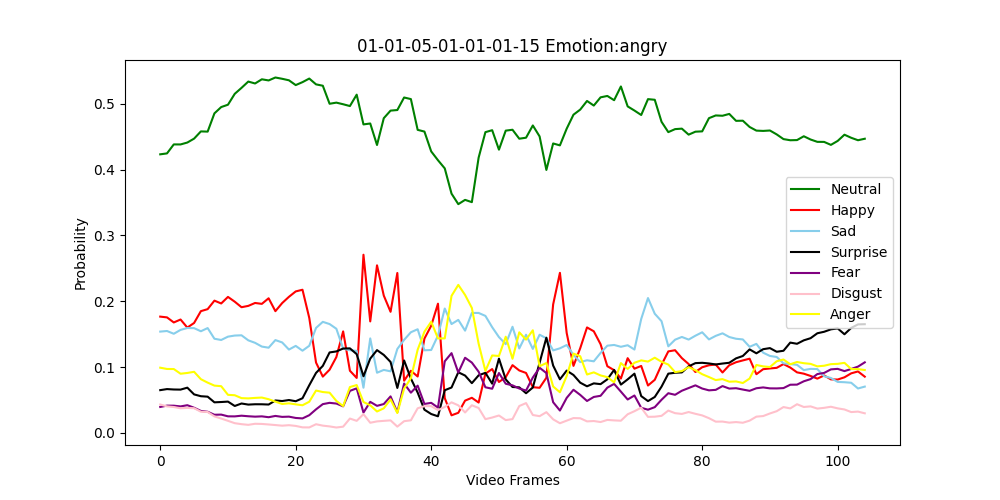 01-01-05-01-01-01-15 Emotion:angry
Probability
0.5
0.4
0.3
0.2
0.1
0.0
0 20 40 60 80 100
Video Frames
Neutral
Happy
Sad
Surprise
Fear
Disgust
Anger